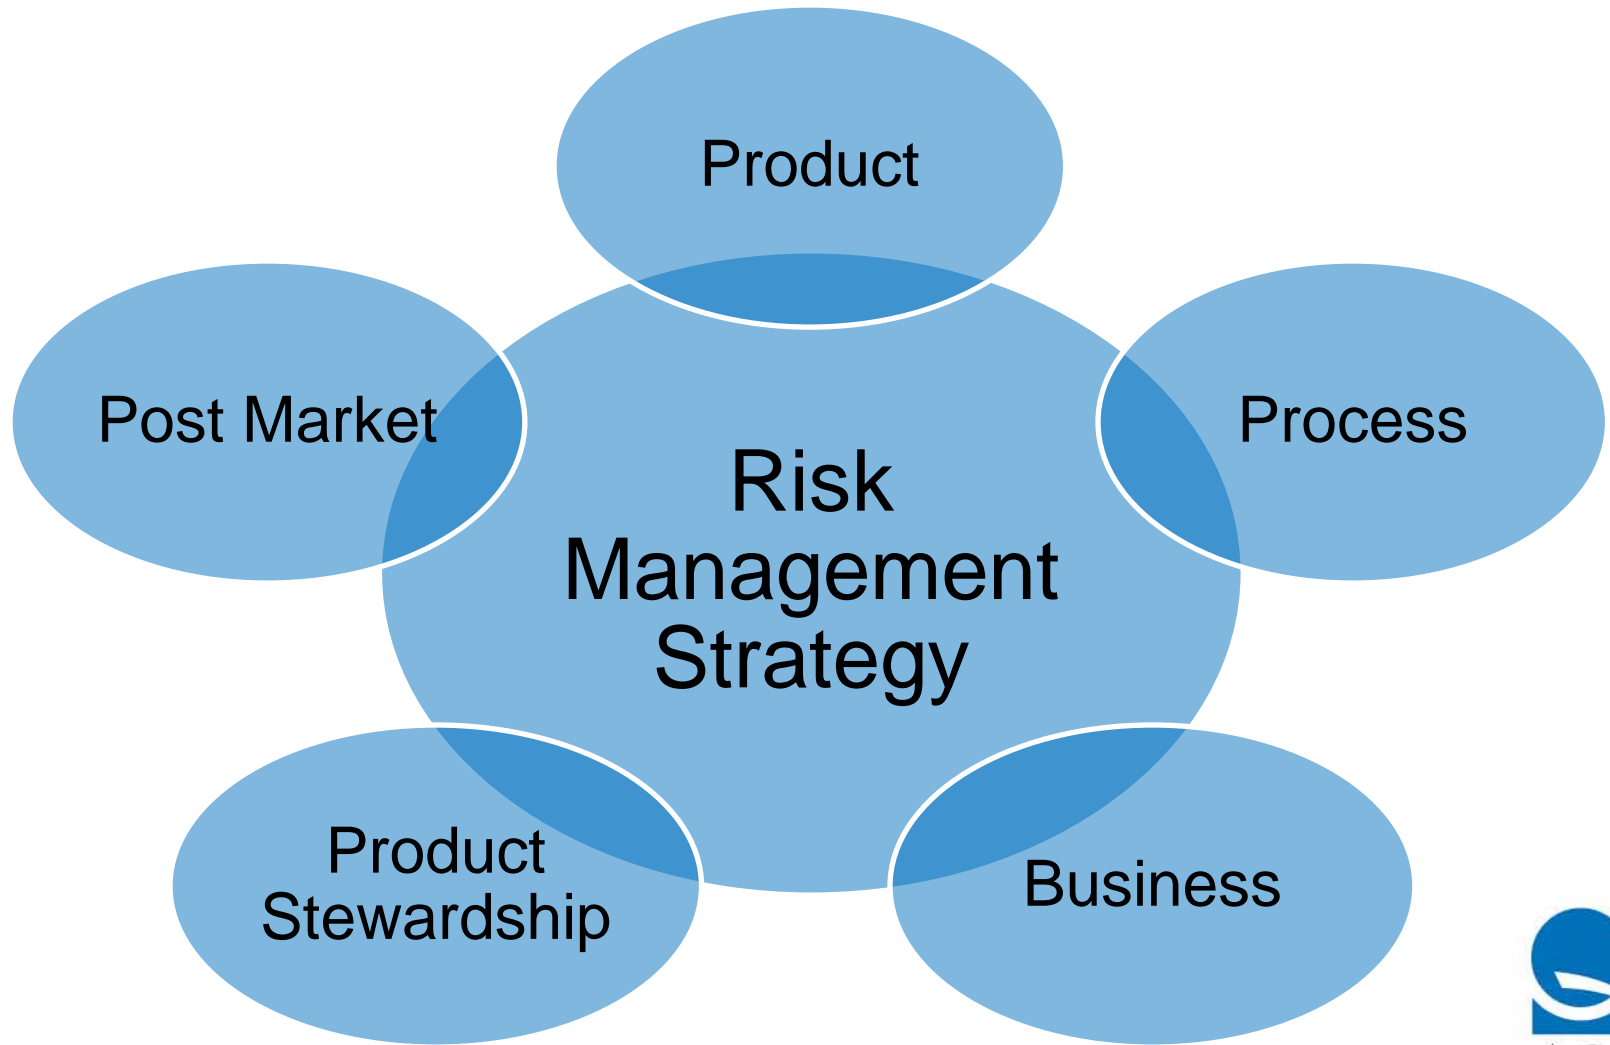 Product
Post Market
Process
Risk
Management
Strategy
Product
Stewardship
Business